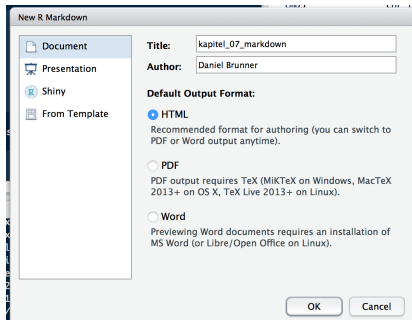 New R Markdown
Document
Presentation
Shiny
From Template
Title: kapitel_07_markdown
Author: Daniel Brunner
Default Output Format:
HTML
Recommended format for authoring (you can switch to
PDF or Word output anytime).
PDF
PDF output requires TeX (MiKTeX on Windows, MacTeX
2013+ on OS X, TeX Live 2013+ on Linux).
Word
Previewing Word documents requires an installation of
MS Word (or Libre/Open Office on Linux).
OK Cancel